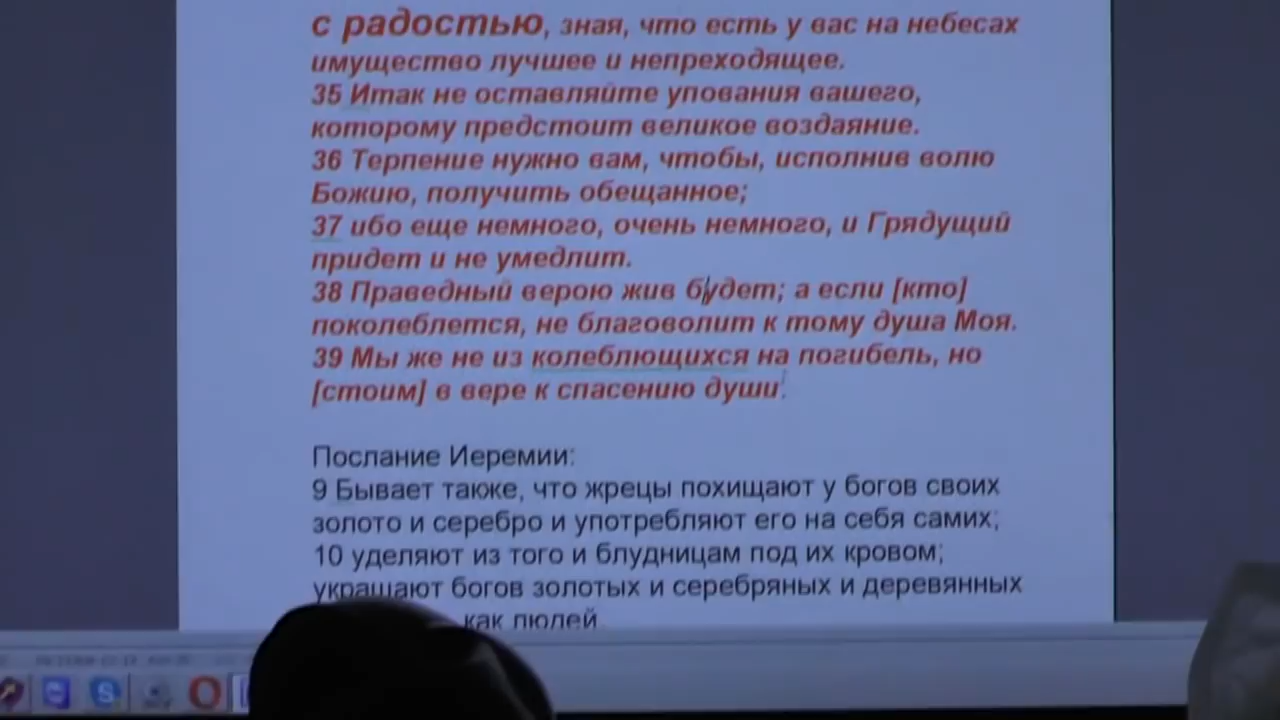 с радостью, зная, что есть у вас на небесах
имущество лучшее и непреходящее.
35 Итак не оставляйте упования вашего,
которому предстоит великое воздаяние.
36 Терпение нужно вам, чтобы, исполнив волю
Божию, получить обещанное;
37 ибо еще немного, очень немного, и Грядущий
придет и не умедлит.
38 Праведный верою жив будет; а если [кто]
поколеблется, не благоволит к тому душа Моя.
39 Мы же не из колеблющихся на погибель, но
[стоим] в вере к спасению души.
Послание Иеремии:
9 Бывает также, что жрецы похищают у богов своих
золото и серебро и употребляют его на себя самих;
10 уделяют из того и блудницам под их кровом;
украшают богов золотых и серебряных и деревянных
как людей